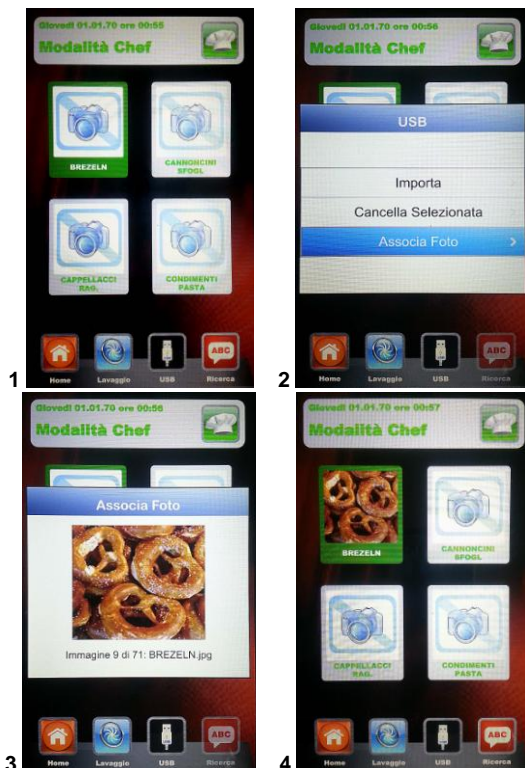 Giovedì 01.01.70 ore 00:55
Modalità Chef
BREZELN
CANNONCINI
SFOGL
CAPPELLACCI
RAG.
CONDIMENTI
PASTA
Home
Lavaggio
USB
Ricerca
ABC
1
Giovedì 01.01.70 ore 00:56
Modalità Chef
USB
Importa
Cancella Selezionata
Associa Foto
ABC
Home
Lavaggio
USB
Ricerca
2
Giovedì 01.01.70 ore 00:56
Modalità Chef
Associa Foto
Immagine 9 di 71: BREZELN.jpg
ABC
Home
Lavaggio
USB
Ricerca
3
Giovedì 01.01.70 ore 00:57
Modalità Chef
BREZELN
CANNONCINI
SFOGL
CAPPELLACCI
RAG.
CONDIMENTI
PASTA
ABC
Home
Lavaggio
USB
Ricerca
4